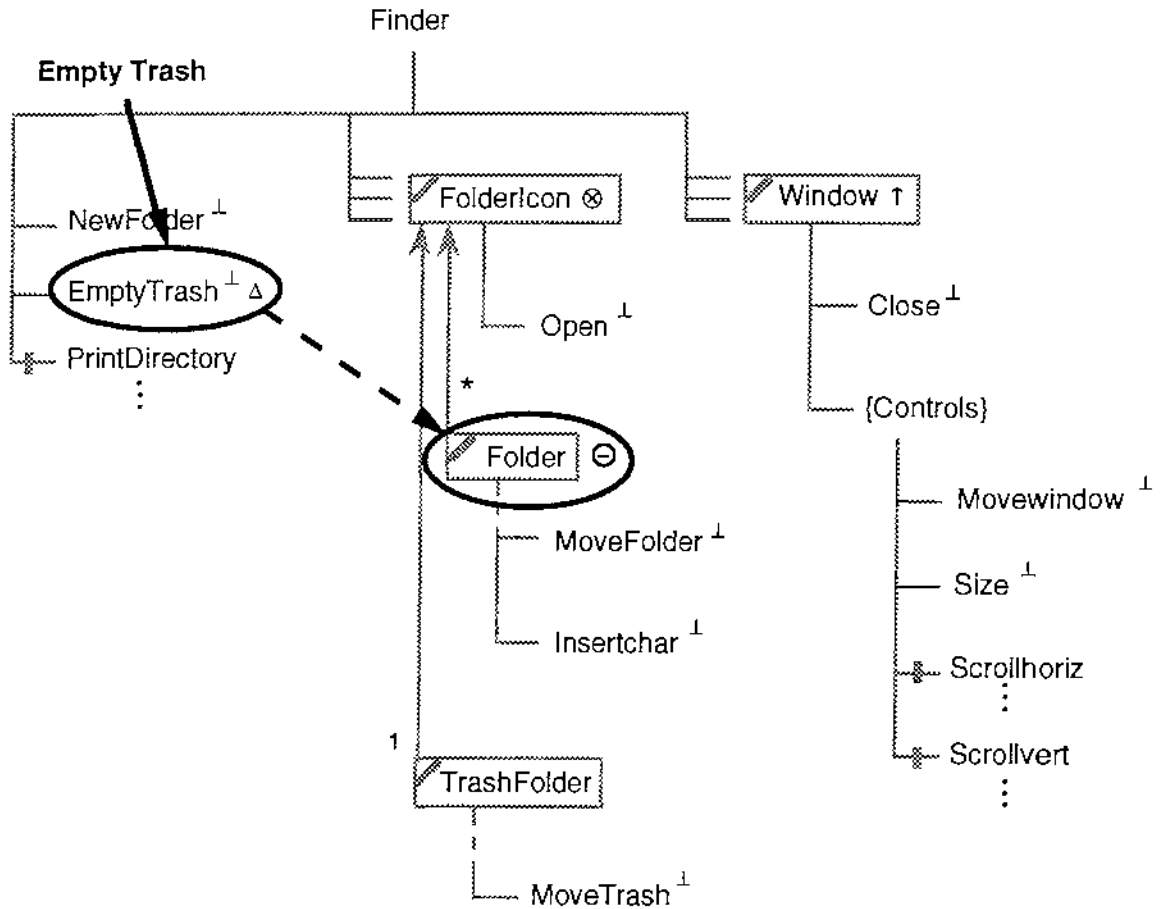 Finder
Empty Trash
FolderIcon ⊗
Window ↑
NewFolder ⊥
EmptyTrash ⊥ Δ
Close ⊥
Open ⊥
PrintDirectory
⋮
*
{Controls}
Folder ⊖
Movewindow ⊥
MoveFolder ⊥
Size ⊥
Insertchar ⊥
Scrollhoriz
⋮
1
Scrollvert
TrashFolder
⋮
MoveTrash ⊥